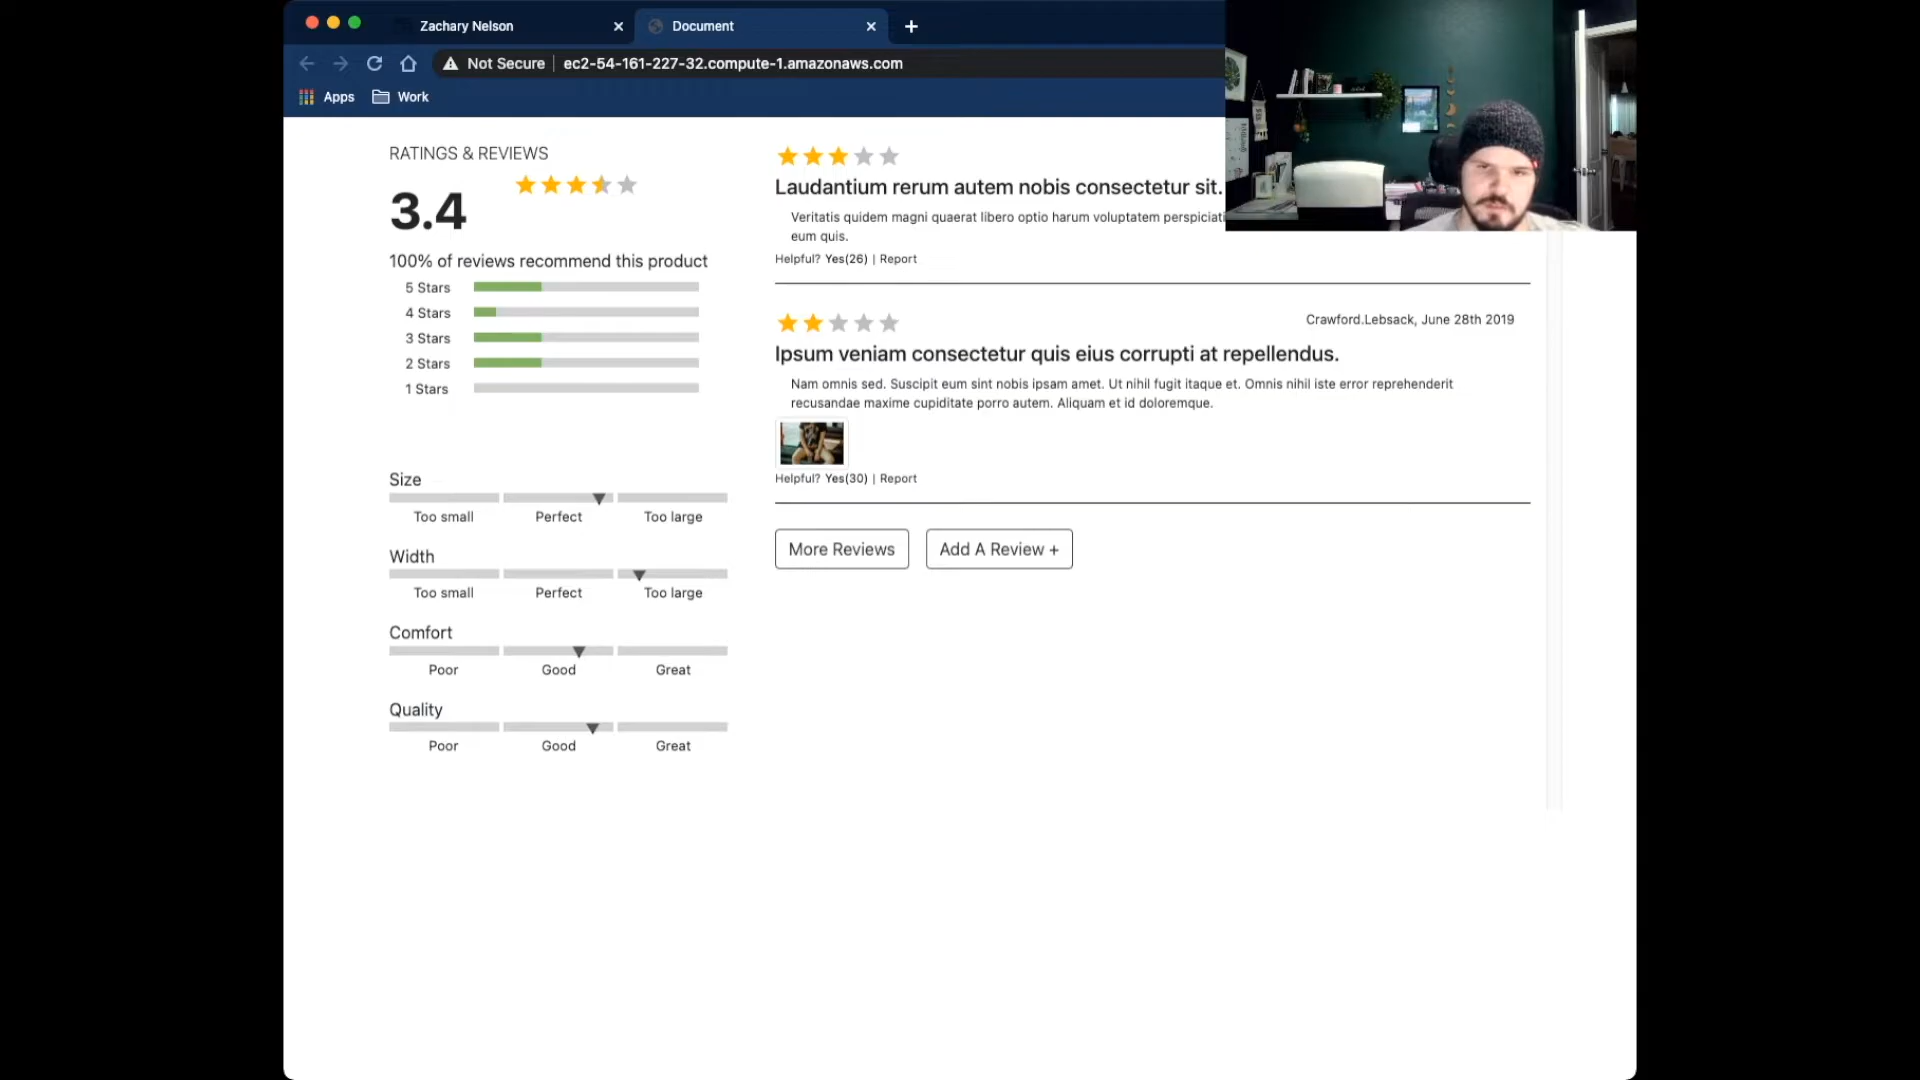 Zachary Nelson
Document
Not Secure
ec2-54-161-227-32.compute-1.amazonaws.com
Apps
Work
RATINGS & REVIEWS
3.4
100% of reviews recommend this product
5 Stars
4 Stars
3 Stars
2 Stars
1 Stars
Size
Too small Perfect Too large
Width
Too small Perfect Too large
Comfort
Poor Good Great
Quality
Poor Good Great
Laudantium rerum autem nobis consectetur sit.
Veritatis quidem magni quaerat libero optio harum voluptatem
eum quis.
Helpful? Yes(26) | Report
Crawford.Lebsack, June 28th 2019
Ipsum veniam consectetur quis eius corrupti at repellendus.
Nam omnis sed. Suscipit eum sint nobis ipsam amet. Ut nihil fugit itaque et. Omnis nihil iste error reprehenderit
recusandae maxime cupiditate porro autem. Aliquam et id doloremque.
Helpful? Yes(30) | Report
More Reviews
Add A Review +